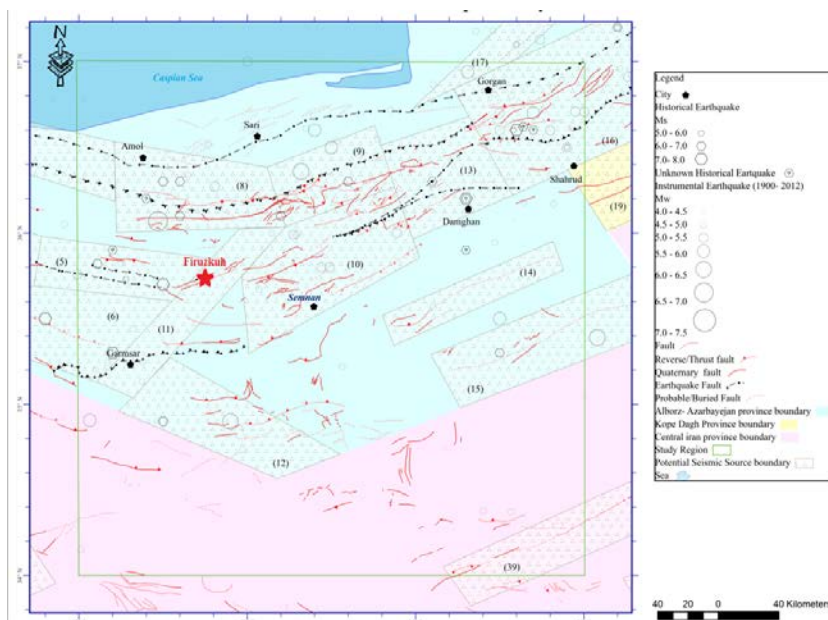 N
Caspian Sea
(17)
Gorgan
Sari
Amol
(9)
(16)
(8)
(13)
Shahrud
(19)
Damghan
Firuzkuh
(5)
(10)
(14)
Semnan
(6)
(11)
Garmsar
(15)
(12)
(39)
Legend
City
Historical Earthquake
Ms
5.0 - 6.0
6.0 - 7.0
7.0- 8.0
Unknown Historical Eartquake
Instrumental Earthquake (1900- 2012)
Mw
4.0 - 4.5
4.5 - 5.0
5.0 - 5.5
5.5 - 6.0
6.0 - 6.5
6.5 - 7.0
7.0 - 7.5
Fault
Reverse/Thrust fault
Quaternary fault
Earthquake Fault
Probable/Buried Fault
Alborz- Azarbayejan province boundary
Kope Dagh Province boundary
Central iran province boundary
Study Region
Potential Seismic Source boundary
Sea
40 20 0 40 Kilometers